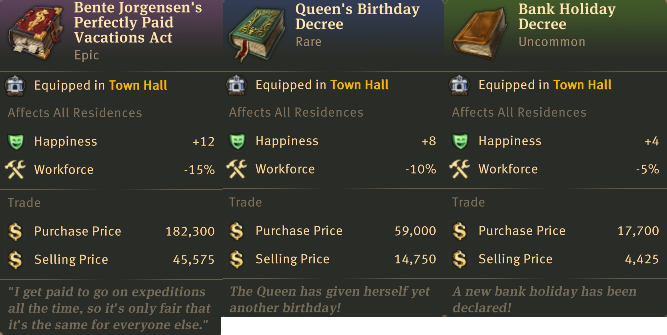 Bente Jorgensen's
Perfectly Paid
Vacations Act
Epic
Equipped in Town Hall
Affects All Residences
Happiness +12
Workforce -15%
Trade
Purchase Price 182,300
Selling Price 45,575
"I get paid to go on expeditions
all the time, so it's only fair that
it's the same for everyone else."
Queen's Birthday
Decree
Rare
Equipped in Town Hall
Affects All Residences
Happiness +8
Workforce -10%
Trade
Purchase Price 59,000
Selling Price 14,750
The Queen has given herself yet
another birthday!
Bank Holiday
Decree
Uncommon
Equipped in Town Hall
Affects All Residences
Happiness +4
Workforce -5%
Trade
Purchase Price 17,700
Selling Price 4,425
A new bank holiday has been
declared!